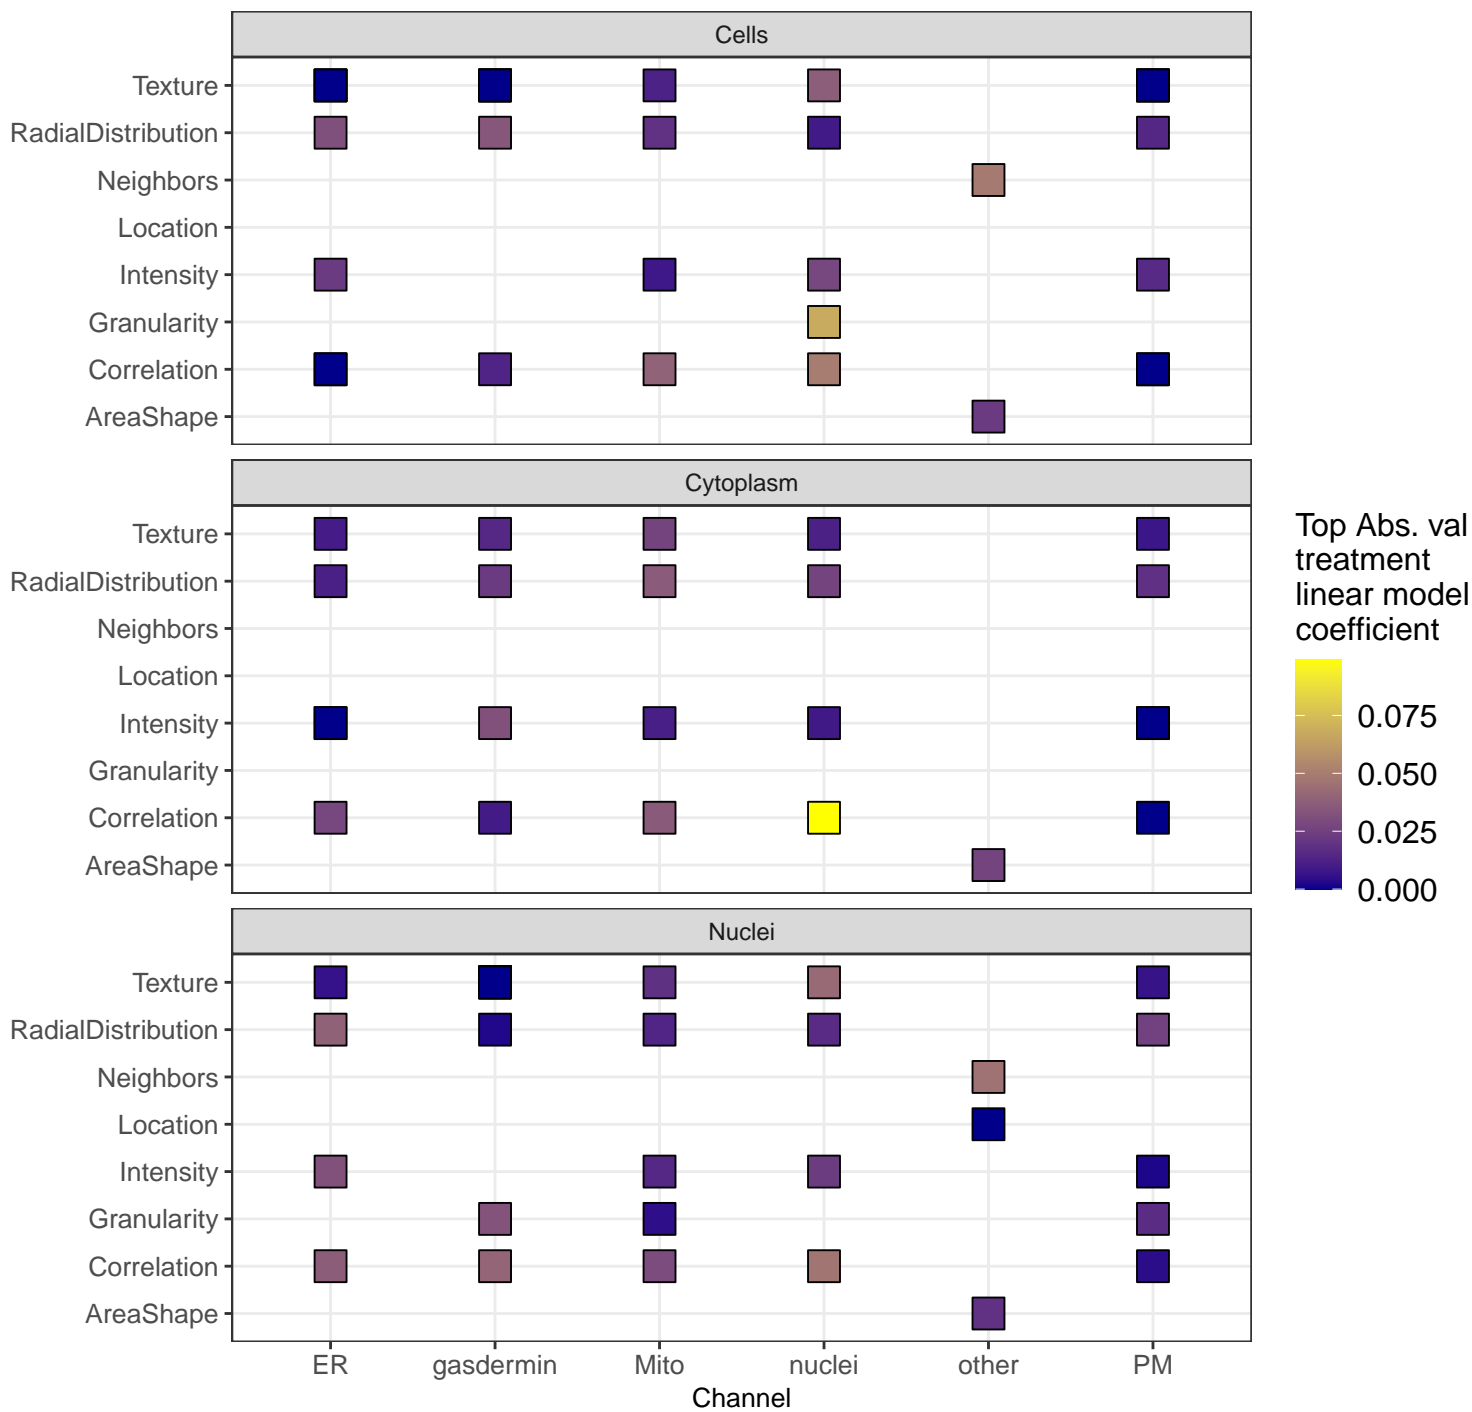 Cells
Texture
RadialDistribution
Neighbors
Location
Intensity
Granularity
Correlation
AreaShape
Cytoplasm
Texture
RadialDistribution
Neighbors
Location
Intensity
Granularity
Correlation
AreaShape
Nuclei
Texture
RadialDistribution
Neighbors
Location
Intensity
Granularity
Correlation
AreaShape
ER gasdermin Mito nuclei other PM
Channel
Top Abs. val
treatment
linear model
coefficient
0.075
0.050
0.025
0.000